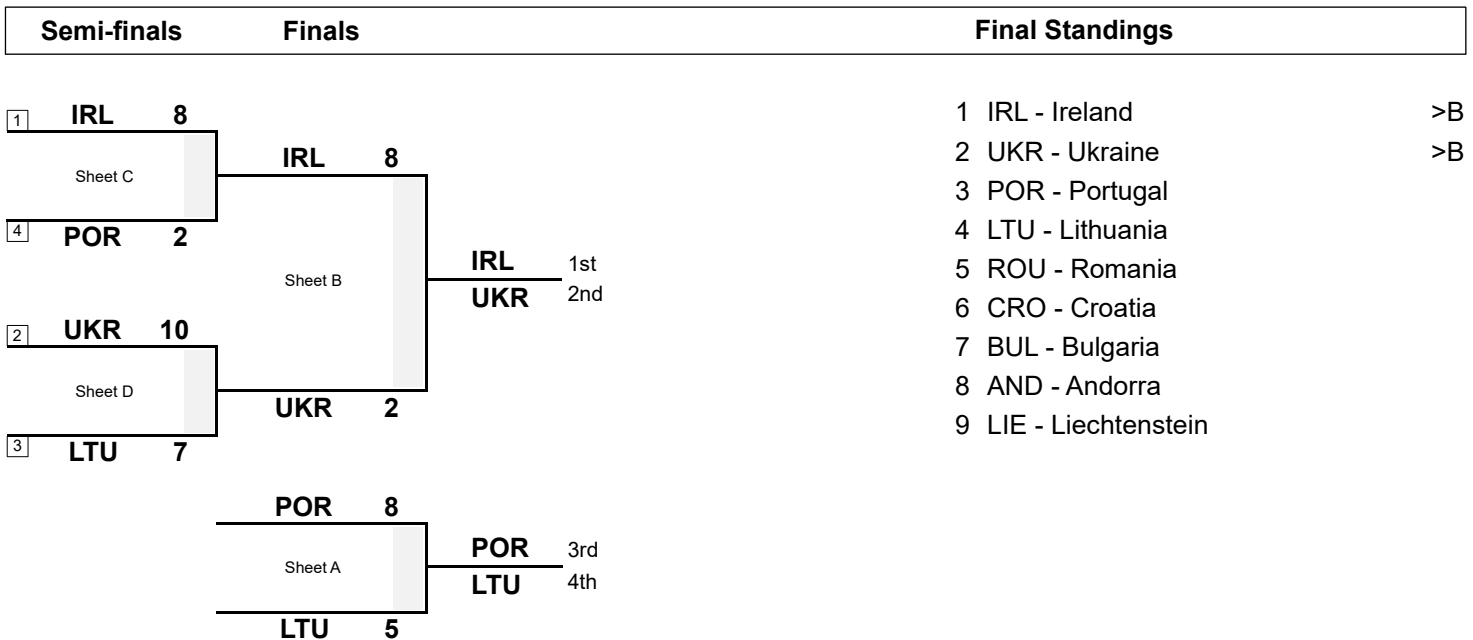 Semi-finals Finals Final Standings
1 IRL 8
Sheet C
4 POR 2
IRL 8
Sheet B
UKR 2
IRL 1st
UKR 2nd
2 UKR 10
Sheet D
3 LTU 7
POR 8
Sheet A
LTU 5
POR 3rd
LTU 4th
1 IRL - Ireland >B
2 UKR - Ukraine >B
3 POR - Portugal
4 LTU - Lithuania
5 ROU - Romania
6 CRO - Croatia
7 BUL - Bulgaria
8 AND - Andorra
9 LIE - Liechtenstein